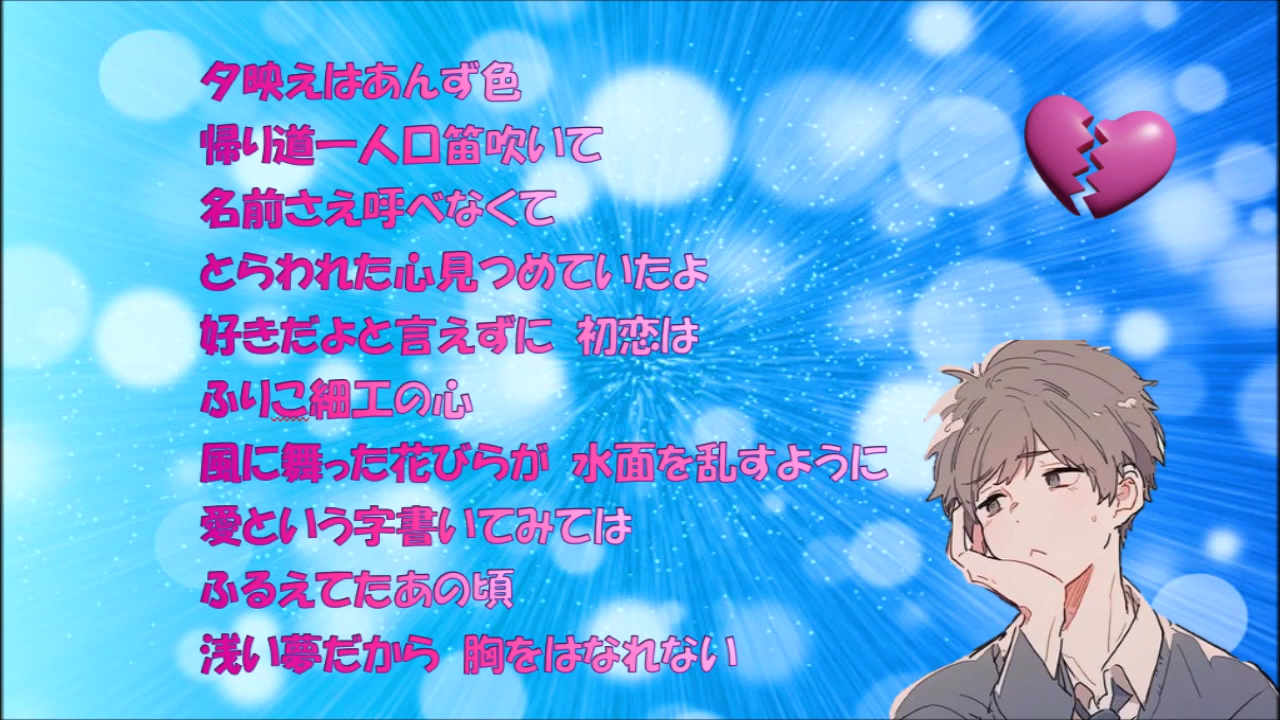 夕映えはあんず色
帰り道一人口笛吹いて
名前さえ呼べなくて
とらわれた心見つめていたよ
好きだよと言えずに 初恋は
ふりこ細工の心
風に舞った花びらが 水面を乱すように
愛という字書いてみては
ふるえてたあの頃
浅い夢だから 胸をはなれない